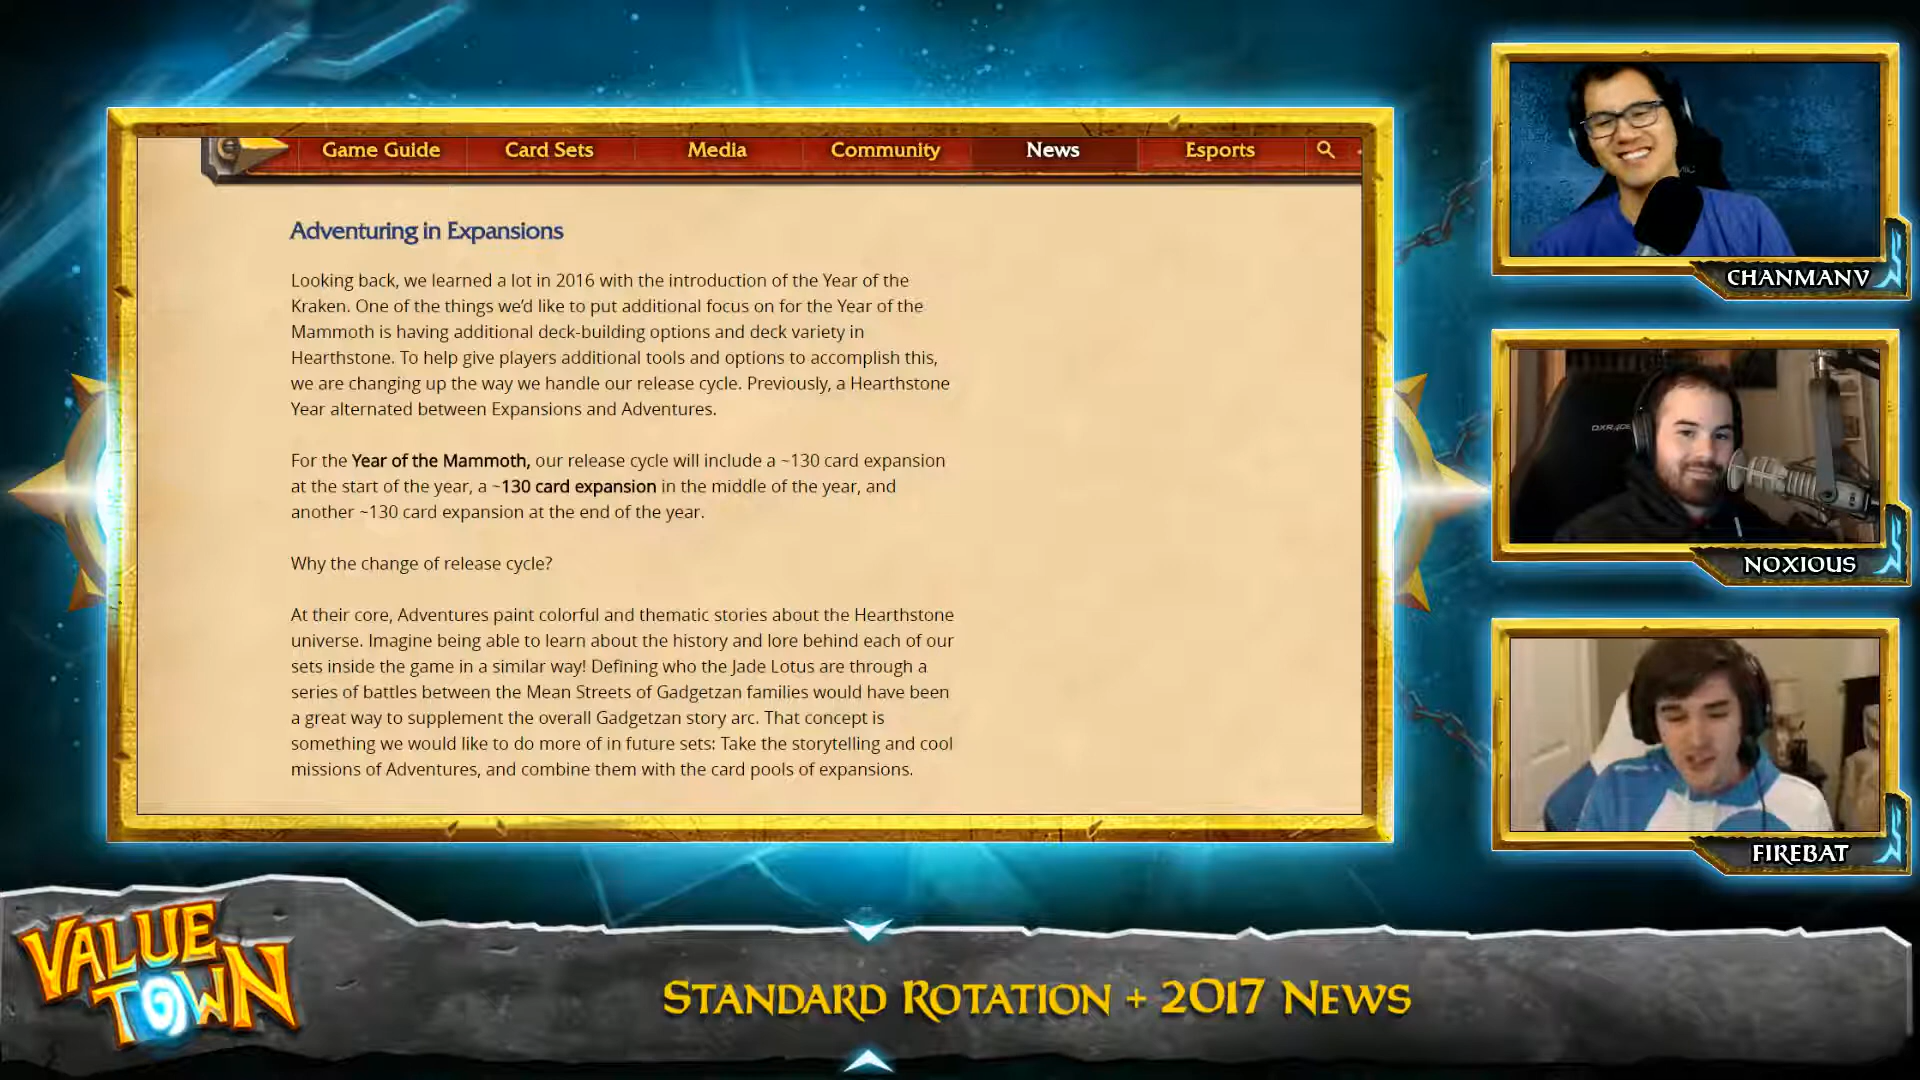 Game Guide
Card Sets
Media
Community
News
Esports
Adventuring in Expansions
Looking back, we learned a lot in 2016 with the introduction of the Year of the
Kraken. One of the things we'd like to put additional focus on for the Year of the
Mammoth is having additional deck-building options and deck variety in
Hearthstone. To help give players additional tools and options to accomplish this,
we are changing up the way we handle our release cycle. Previously, a Hearthstone
Year alternated between Expansions and Adventures.
For the Year of the Mammoth, our release cycle will include a ~130 card expansion
at the start of the year, a ~130 card expansion in the middle of the year, and
another ~130 card expansion at the end of the year.
Why the change of release cycle?
At their core, Adventures paint colorful and thematic stories about the Hearthstone
universe. Imagine being able to learn about the history and lore behind each of our
sets inside the game in a similar way! Defining who the Jade Lotus are through a
series of battles between the Mean Streets of Gadgetzan families would have been
a great way to supplement the overall Gadgetzan story arc. That concept is
something we would like to do more of in future sets: Take the storytelling and cool
missions of Adventures, and combine them with the card pools of expansions.
CHANMANV
DXRACER
NOXIOUS
FIREBAT
VALUE
TOWN
STANDARD ROTATION + 2017 NEWS